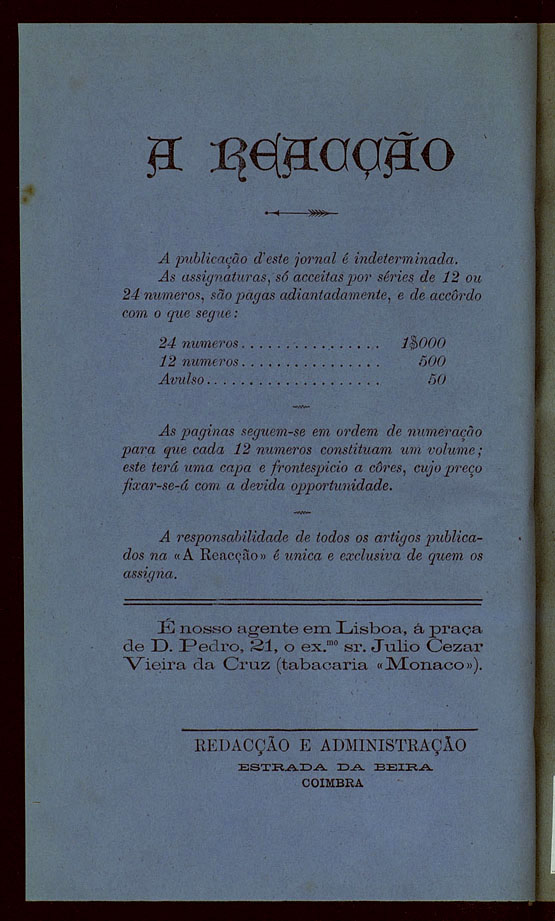 A REACÇÃO
A publicação d'este jornal é indeterminada.
As assignaturas, só acceitas por séries de 12 ou
24 numeros, são pagas adiantadamente, e de accôrdo
com o que segue:
24 numeros................ 1$000
12 numeros................ 500
Avulso.................... 50
As paginas seguem-se em ordem de numeração
para que cada 12 numeros constituam um volume;
este terá uma capa e frontespicio a côres, cujo preço
fixar-se-á com a devida opportunidade.
A responsabilidade de todos os artigos publica-
dos na «A Reacção» é unica e exclusiva de quem os
assigna.
É nosso agente em Lisboa, á praça
de D. Pedro, 21, o ex.mo sr. Julio Cezar
Vieira da Cruz (tabacaria «Monaco»).
REDACÇÃO E ADMINISTRAÇÃO
ESTRADA DA BEIRA
COIMBRA